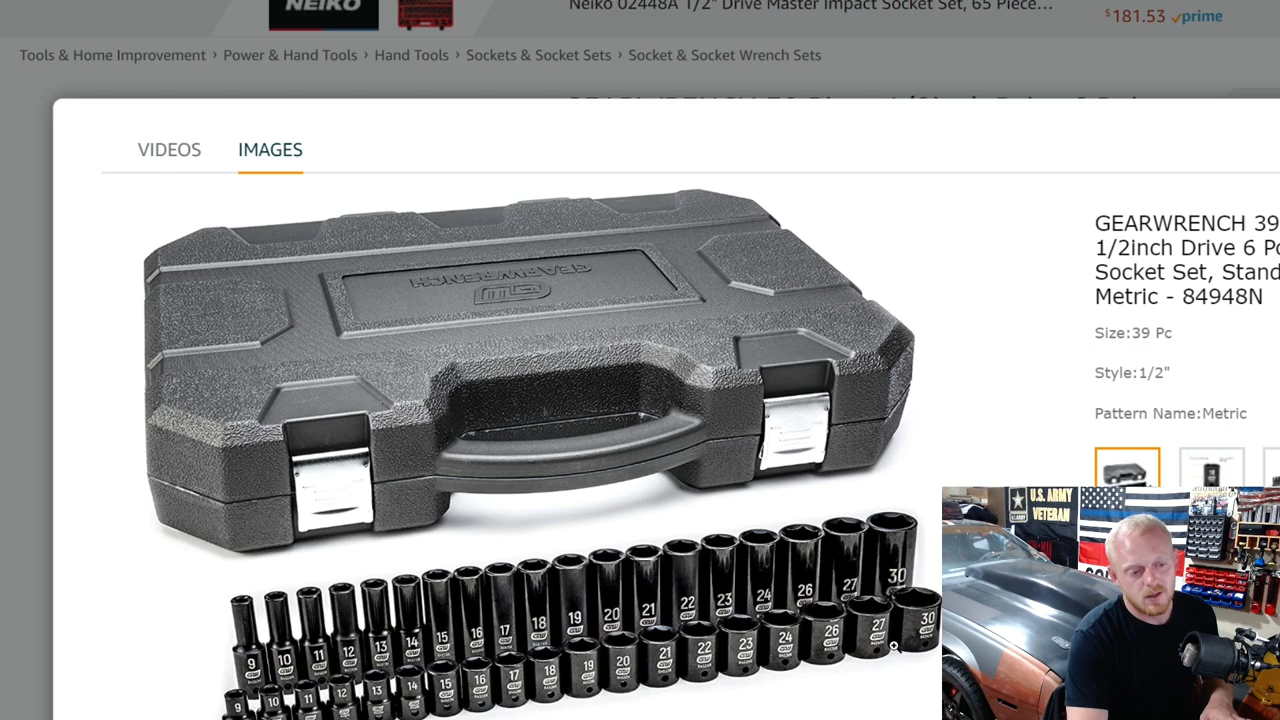 NEIKO
Neiko 02448A 1/2" Drive Master Impact Socket Set, 65 Piece...
$181.53 prime
Tools & Home Improvement › Power & Hand Tools › Hand Tools › Sockets & Socket Sets › Socket & Socket Wrench Sets
VIDEOS IMAGES
GEARWRENCH
GW
GEARWRENCH 39
1/2inch Drive 6 Po
Socket Set, Stand
Metric - 84948N
Size:39 Pc
Style:1/2"
Pattern Name:Metric
U.S. ARMY
VETERAN
9 10 11 12 13 14 15 16 17 18 19 20 21 22 23 24 26 27 30
9 10 11 12 13 14 15 16 17 18 19 20 21 22 23 24 26 27 30